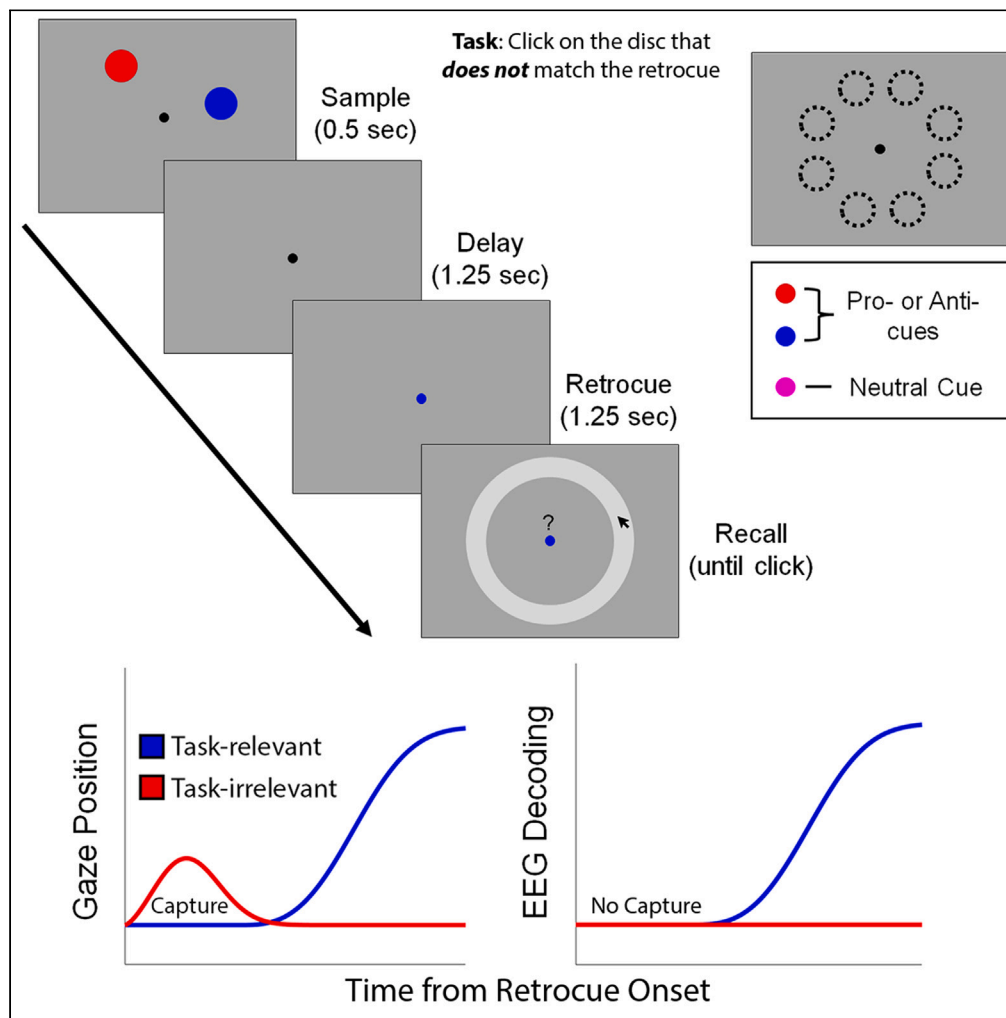 Task: Click on the disc that
does not match the retrocue
Sample
(0.5 sec)
Delay
(1.25 sec)
Retrocue
(1.25 sec)
?
Recall
(until click)
Pro- or Anti-
cues
Neutral Cue
Gaze Position
Task-relevant
Task-irrelevant
Capture
EEG Decoding
No Capture
Time from Retrocue Onset